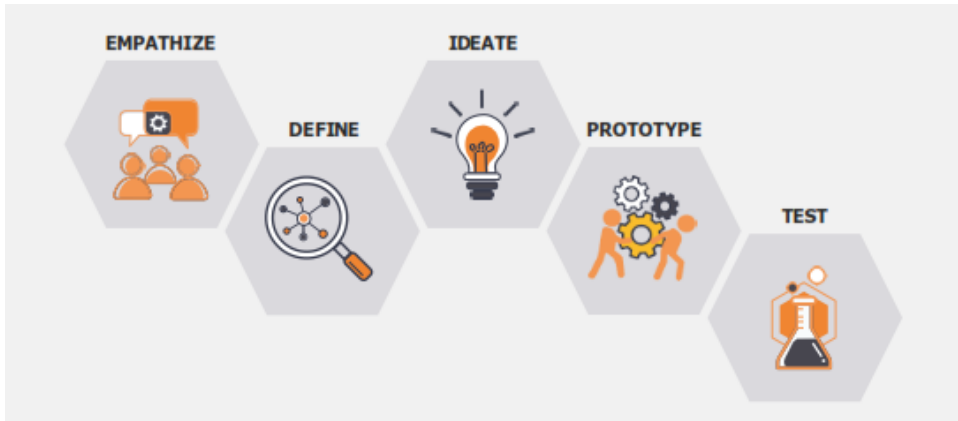 EMPATHIZE
DEFINE
IDEATE
PROTOTYPE
TEST